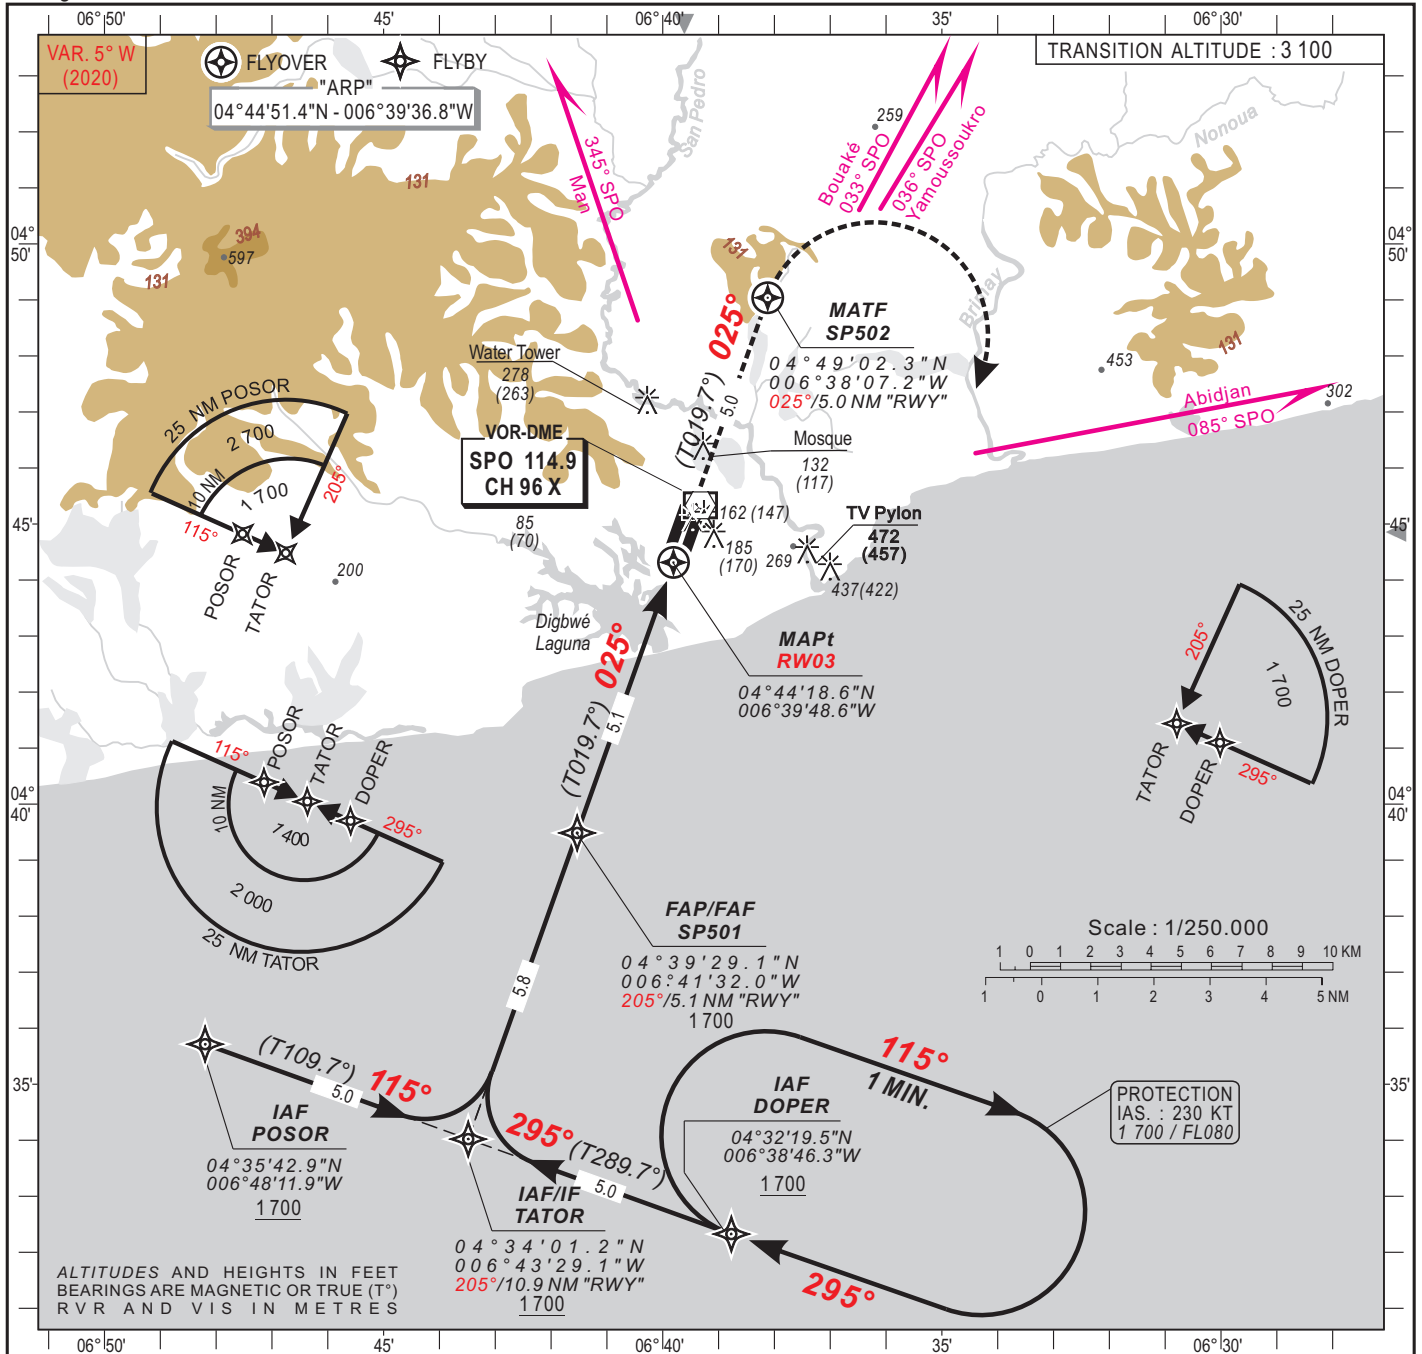 06°50' 45' 06°40' 35' 06°30'
VAR. 5° W
(2020)
FLYOVER
FLYBY
"ARP"
04°44'51.4"N - 006°39'36.8"W
TRANSITION ALTITUDE : 3 100
San Pedro
259
Nonoua
345° SPO
Man
Bouaké
033° SPO
036° SPO
Yamoussoukro
131
131
394
597
131
131
04°
50'
04°
50'
025°
MATF
SP502
04°49'02.3"N
006°38'07.2"W
025°/5.0 NM "RWY"
Brimay
131
453
302
Abidjan
085° SPO
Water Tower
278
(263)
(T019.7°)
5.0
25 NM POSOR
2 700
10 NM
1 700
205°
115°
POSOR
TATOR
200
VOR-DME
SPO 114.9
CH 96 X
85
(70)
Mosque
132
(117)
162 (147)
185
(170)
TV Pylon
472
(457)
269
437(422)
45'
45'
Digbwé
Laguna
025°
(T019.7°)
5.1
MAPt
RW03
04°44'18.6"N
006°39'48.6"W
205°
25 NM DOPER
1 700
295°
TATOR
DOPER
115°
POSOR
TATOR
DOPER
10 NM
1400
295°
2 000
25 NM TATOR
04°
40'
04°
40'
FAP/FAF
SP501
04°39'29.1"N
006°41'32.0"W
205°/5.1 NM "RWY"
1700
Scale : 1/250.000
1 0 1 2 3 4 5 6 7 8 9 10 KM
1 0 1 2 3 4 5 NM
5.8
35'
35'
(T109.7°)
5.0
115°
IAF
POSOR
04°35'42.9"N
006°48'11.9"W
1700
295°
(T289.7°)
5.0
IAF/IF
TATOR
04°34'01.2"N
006°43'29.1"W
205°/10.9 NM "RWY"
1700
IAF
DOPER
04°32'19.5"N
006°38'46.3"W
1700
115°
1 MIN.
295°
PROTECTION
IAS. : 230 KT
1 700 / FL080
ALTITUDES AND HEIGHTS IN FEET
BEARINGS ARE MAGNETIC OR TRUE (T°)
RVR AND VIS IN METRES
06°50' 45' 06°40' 35' 06°30'